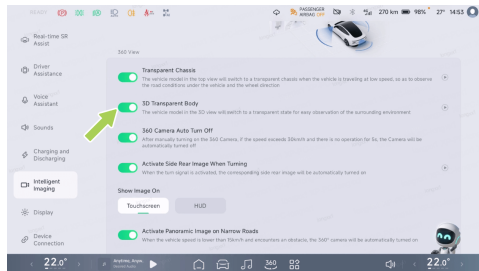 READY
PASSENGER
AIRBAG OFF
270 km
98%
27°
14:53
Real-time SR
Assist
Driver
Assistance
Voice
Assistant
Sounds
Charging and
Discharging
Intelligent
Imaging
Display
Device
Connection
360 View
Transparent Chassis
The vehicle model in the top view will switch to a transparent chassis when the vehicle is traveling at low speed, so as to observe
the road conditions under the vehicle and the wheel direction
3D Transparent Body
The vehicle model in the 3D view will switch to a transparent state for easy observation of the surrounding environment
360 Camera Auto Turn Off
After manually turning on the 360 Camera, if the speed exceeds 30km/h and there is no operation for 5s, the Camera will be
automatically turned off
Activate Side Rear Image When Turning
When the turn signal is activated, the corresponding side rear image will be automatically turned on
Show Image On
Touchscreen
HUD
Activate Panoramic Image on Narrow Roads
When the vehicle speed is lower than 15km/h and encounters an obstacle, the 360° camera will be automatically turned on
22.0°
Anytime, Anyw...
360
22.0°